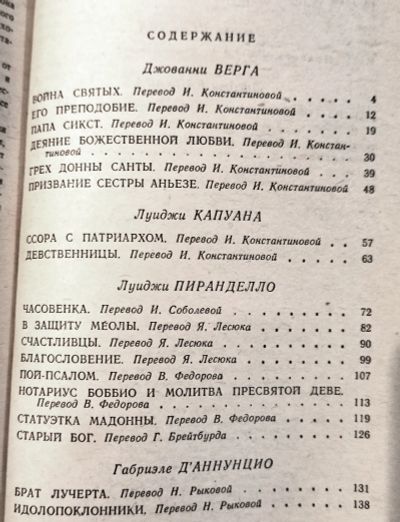 СОДЕРЖАНИЕ
Джованни ВЕРГА
ВОЙНА СВЯТЫХ. Перевод И. Константиновой . . . . . . 4
ЕГО ПРЕПОДОБИЕ. Перевод И. Константиновой . . . . . 12
ПАПА СИКСТ. Перевод И. Константиновой . . . . . . . 19
ДЕЯНИЕ БОЖЕСТВЕННОЙ ЛЮБВИ. Перевод И. Констан-
тиновой . . . . . . . . . . . . . . . . . 30
ГРЕХ ДОННЫ САНТЫ. Перевод И. Константиновой . . . . 39
ПРИЗВАНИЕ СЕСТРЫ АНЬЕЗЕ. Перевод И. Константиновой . 48
Луиджи КАПУАНА
ССОРА С ПАТРИАРХОМ. Перевод И. Константиновой . . . 57
ДЕВСТВЕННИЦЫ. Перевод И. Константиновой . . . . . . 63
Луиджи ПИРАНДЕЛЛО
ЧАСОВЕНКА. Перевод И. Соболевой . . . . . . . . . 72
В ЗАЩИТУ МЕОЛЫ. Перевод Я. Лесюка . . . . . . . . 82
СЧАСТЛИВЦЫ. Перевод Я. Лесюка . . . . . . . . . . 90
БЛАГОСЛОВЕНИЕ. Перевод Я. Лесюка . . . . . . . . . 99
ПОЙ-ПСАЛОМ. Перевод В. Федорова . . . . . . . . . 107
НОТАРИУС БОББИО И МОЛИТВА ПРЕСВЯТОЙ ДЕВЕ.
Перевод В. Федорова . . . . . . . . . . . . . 113
СТАТУЭТКА МАДОННЫ. Перевод В. Федорова . . . . . . 119
СТАРЫЙ БОГ. Перевод Г. Брейтбурда . . . . . . . . 126
Габриэле Д'АННУНЦИО
БРАТ ЛУЧЕРТА. Перевод Н. Рыковой . . . . . . . . . 131
ИДОЛОПОКЛОННИКИ. Перевод Н. Рыковой . . . . . . . 138